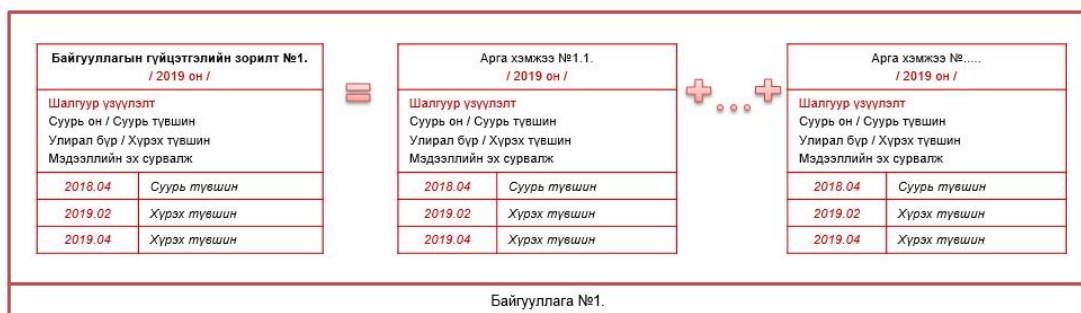 Байгууллагын гүйцэтгэлийн зорилт №1.
/ 2019 он /
Шалгуур үзүүлэлт
Суурь он / Суурь түвшин
Улирал бүр / Хүрэх түвшин
Мэдээллийн эх сурвалж
2018.04 Суурь түвшин
2019.02 Хүрэх түвшин
2019.04 Хүрэх түвшин
=
Арга хэмжээ №1.1.
/ 2019 он /
Шалгуур үзүүлэлт
Суурь он / Суурь түвшин
Улирал бүр / Хүрэх түвшин
Мэдээллийн эх сурвалж
2018.04 Суурь түвшин
2019.02 Хүрэх түвшин
2019.04 Хүрэх түвшин
+...+
Арга хэмжээ №.....
/ 2019 он /
Шалгуур үзүүлэлт
Суурь он / Суурь түвшин
Улирал бүр / Хүрэх түвшин
Мэдээллийн эх сурвалж
2018.04 Суурь түвшин
2019.02 Хүрэх түвшин
2019.04 Хүрэх түвшин
Байгууллага №1.